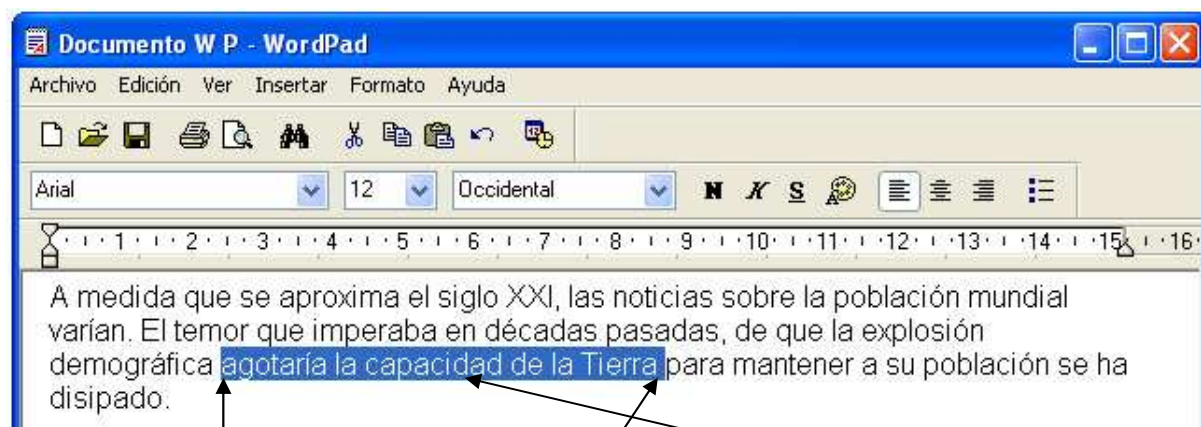 Documento W P - WordPad
Archivo Edición Ver Insertar Formato Ayuda
Arial 12 Occidental N K S
1 2 3 4 5 6 7 8 9 10 11 12 13 14 15 16
A medida que se aproxima el siglo XXI, las noticias sobre la población mundial
varían. El temor que imperaba en décadas pasadas, de que la explosión
demográfica agotaría la capacidad de la Tierra para mantener a su población se ha
disipado.